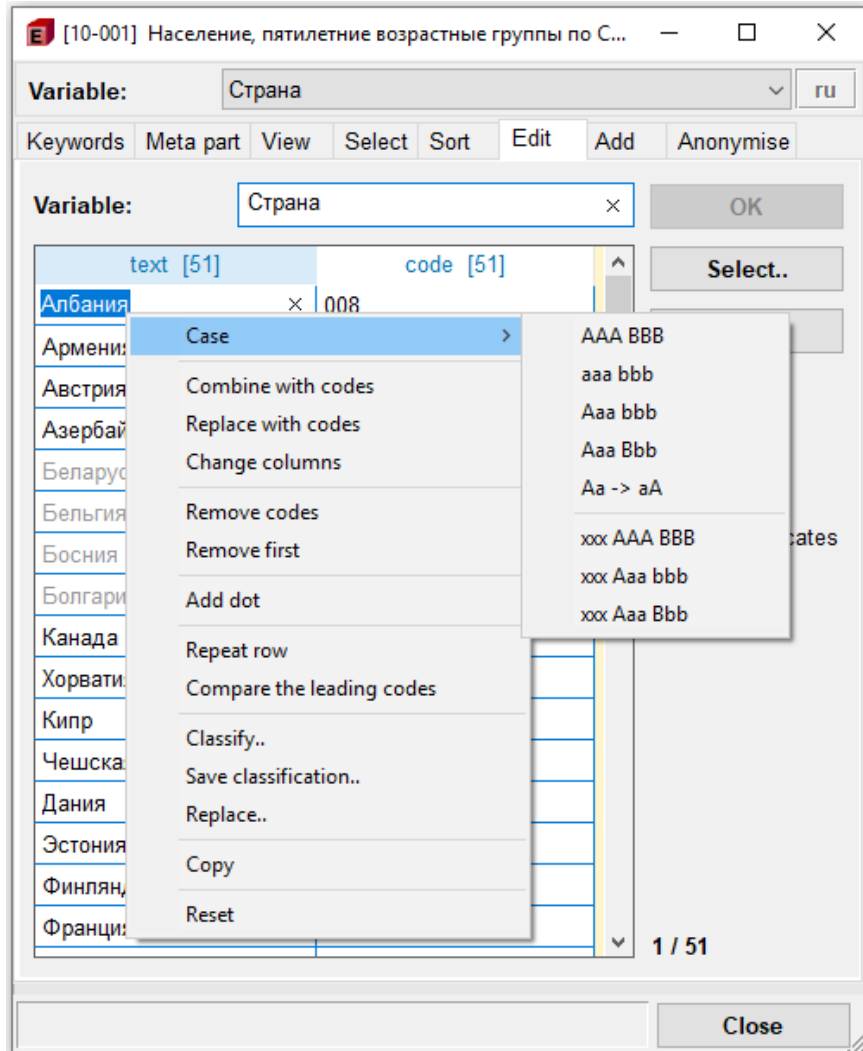 E [10-001] Население, пятилетние возрастные группы по С...
Variable: Страна ru
Keywords Meta part View Select Sort Edit Add Anonymise
Variable: Страна OK
text [51] code [51] Select..
Албания 008
Case AAA BBB
aaa bbb
Австрия Combine with codes Aaa bbb
Replace with codes Aaa Bbb
Change columns Aa -> aA
Бельгия Remove codes xxx AAA BBB
Босния Remove first xxx Aaa bbb
Add dot xxx Aaa Bbb
Канада Repeat row
Compare the leading codes
Кипр Classify..
Save classification..
Дания Replace..
Эстония Copy
Reset
1 / 51
Close